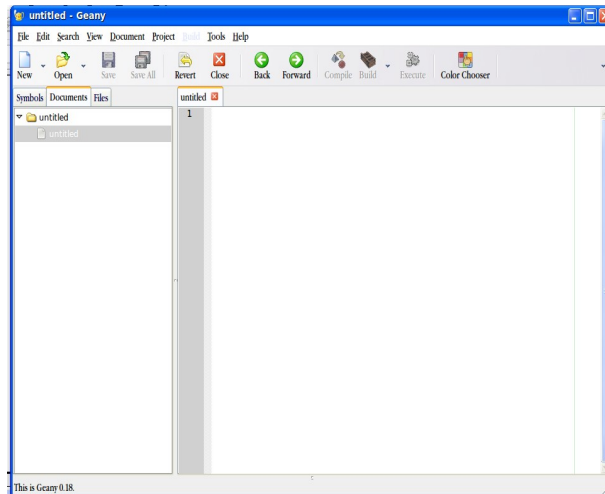 untitled - Geany
File Edit Search View Document Project Build Tools Help
New Open Save Save All Revert Close Back Forward Compile Build Execute Color Chooser
Symbols Documents Files untitled
untitled
untitled
1
This is Geany 0.18.